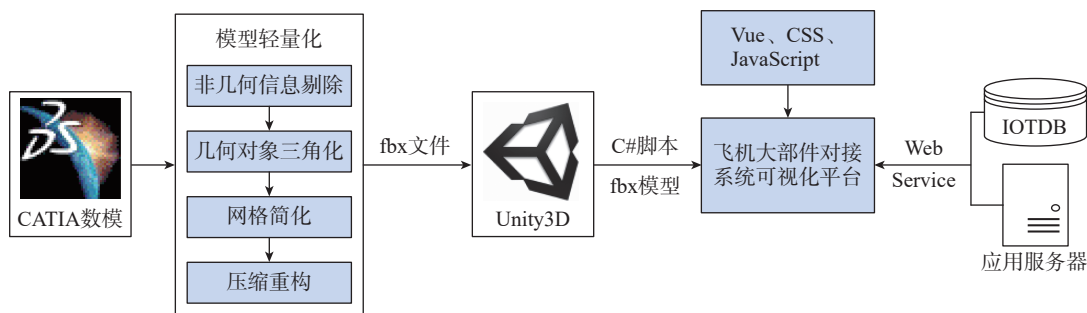 模型轻量化
非几何信息剔除
几何对象三角化
网格简化
压缩重构
CATIA数模
fbx文件
Unity3D
C#脚本
fbx模型
Vue、CSS、
JavaScript
飞机大部件对接
系统可视化平台
Web
Service
IOTDB
应用服务器